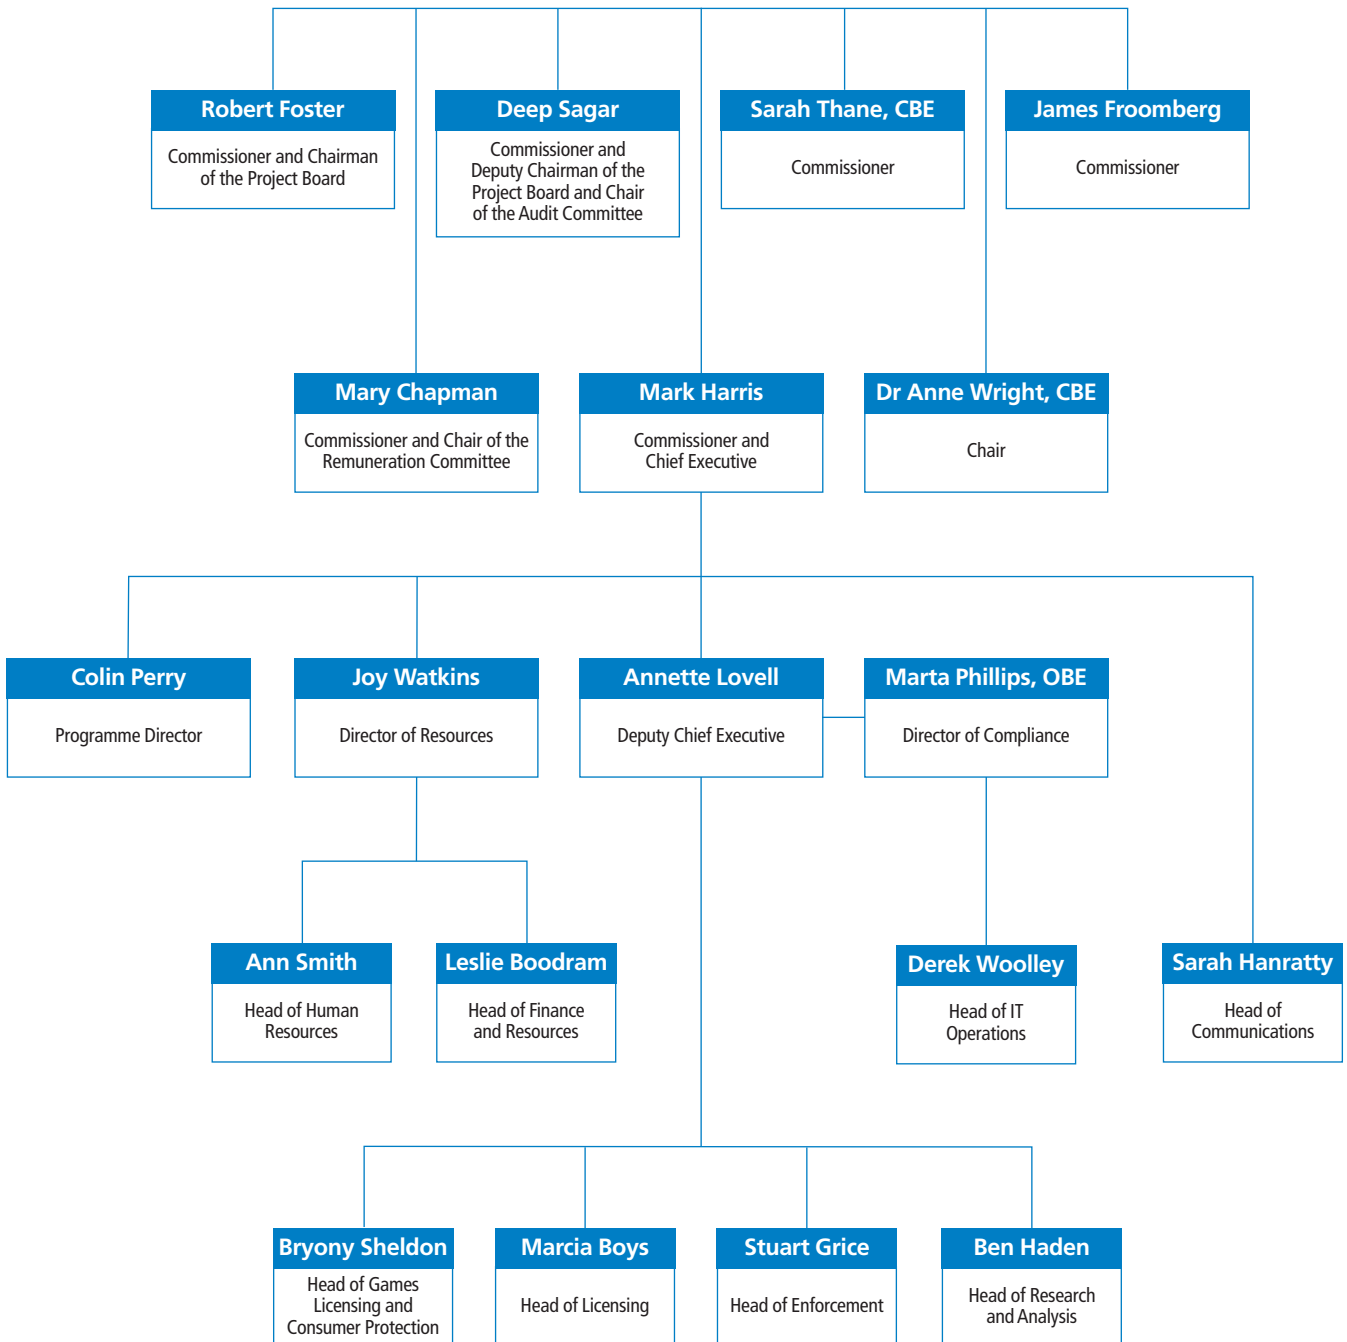 Robert Foster
Commissioner and Chairman
of the Project Board
Deep Sagar
Commissioner and
Deputy Chairman of the
Project Board and Chair
of the Audit Committee
Sarah Thane, CBE
Commissioner
James Froomberg
Commissioner
Mary Chapman
Commissioner and Chair of the
Remuneration Committee
Mark Harris
Commissioner and
Chief Executive
Dr Anne Wright, CBE
Chair
Colin Perry
Programme Director
Joy Watkins
Director of Resources
Annette Lovell
Deputy Chief Executive
Marta Phillips, OBE
Director of Compliance
Ann Smith
Head of Human
Resources
Leslie Boodram
Head of Finance
and Resources
Derek Woolley
Head of IT
Operations
Sarah Hanratty
Head of
Communications
Bryony Sheldon
Head of Games
Licensing and
Consumer Protection
Marcia Boys
Head of Licensing
Stuart Grice
Head of Enforcement
Ben Haden
Head of Research
and Analysis